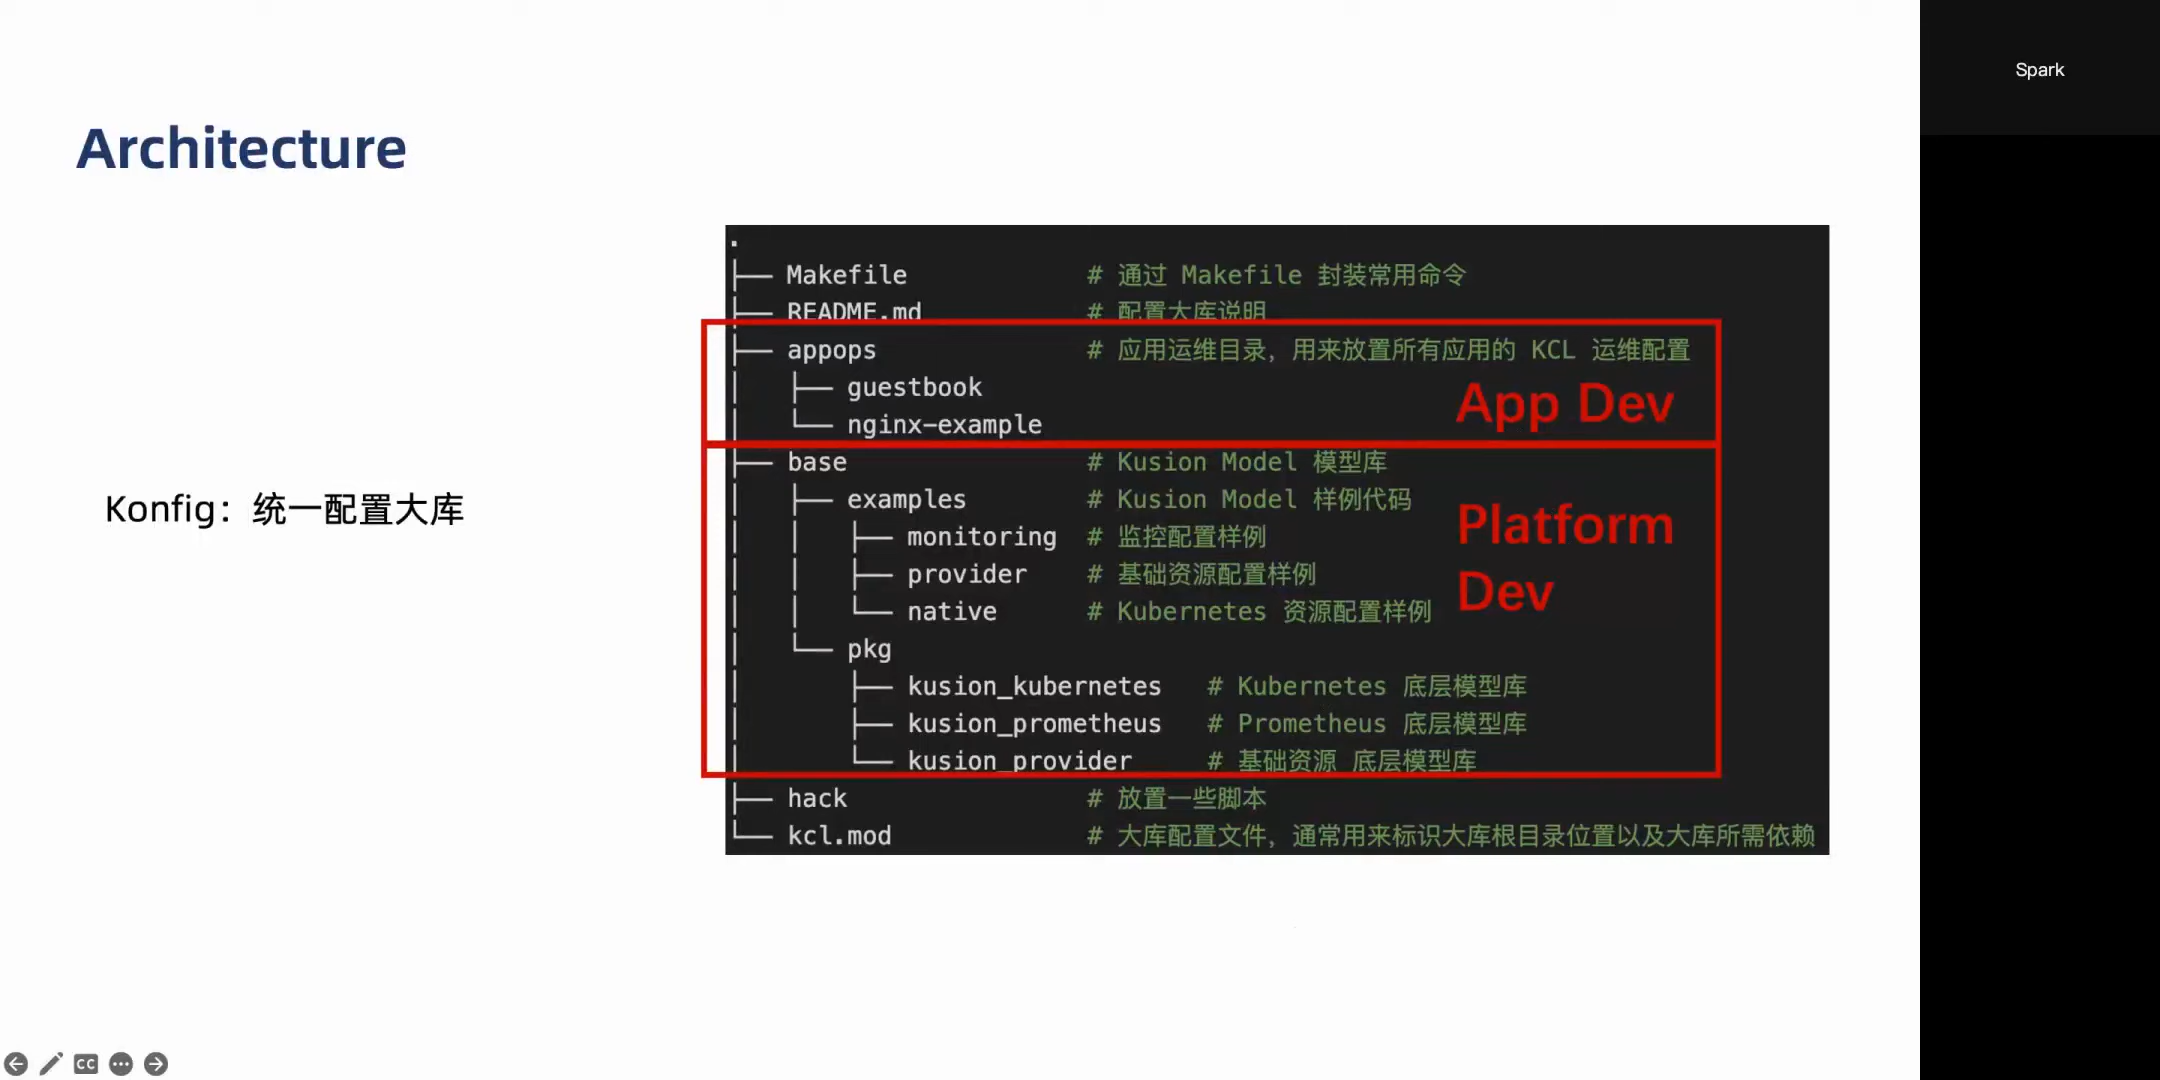 Spark
Architecture
Konfig：统一配置大库
.
├── Makefile # 通过 Makefile 封装常用命令
├── README.md # 配置大库说明
├── appops # 应用运维目录，用来放置所有应用的 KCL 运维配置
│   ├── guestbook
│   └── nginx-example
App Dev
├── base # Kusion Model 模型库
│   ├── examples # Kusion Model 样例代码
│   │   ├── monitoring # 监控配置样例
│   │   ├── provider # 基础资源配置样例
│   │   └── native # Kubernetes 资源配置样例
│   └── pkg
│       ├── kusion_kubernetes # Kubernetes 底层模型库
│       ├── kusion_prometheus # Prometheus 底层模型库
│       └── kusion_provider # 基础资源 底层模型库
Platform
Dev
├── hack # 放置一些脚本
└── kcl.mod # 大库配置文件，通常用来标识大库根目录位置以及大库所需依赖
CC